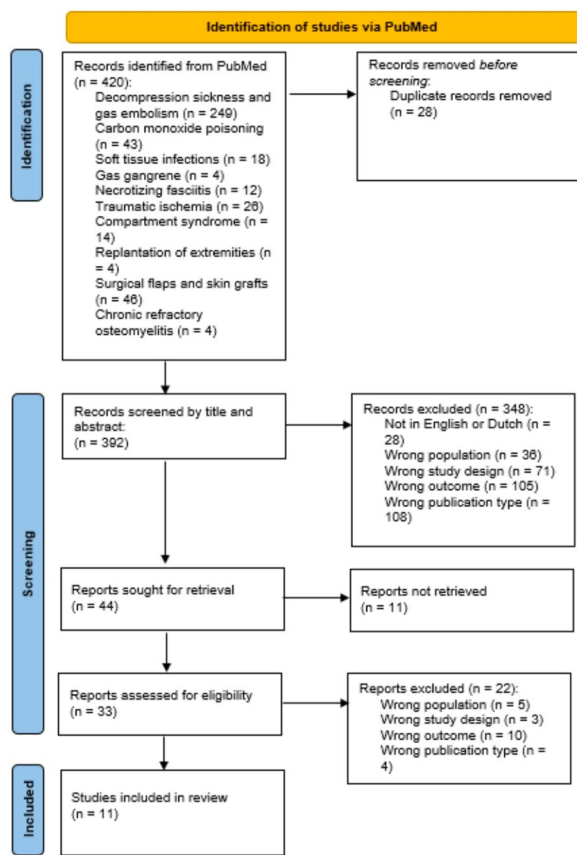 Identification of studies via PubMed
Identification
Records identified from PubMed
(n = 420):
Decompression sickness and
gas embolism (n = 249)
Carbon monoxide poisoning
(n = 43)
Soft tissue infections (n = 18)
Gas gangrene (n = 4)
Necrotizing fasciitis (n = 12)
Traumatic ischemia (n = 26)
Compartment syndrome (n =
14)
Replantation of extremities (n
= 4)
Surgical flaps and skin grafts
(n = 46)
Chronic refractory
osteomyelitis (n = 4)
Records removed before
screening:
Duplicate records removed
(n = 28)
Screening
Records screened by title and
abstract:
(n = 392)
Records excluded (n = 348):
Not in English or Dutch (n =
28)
Wrong population (n = 36)
Wrong study design (n = 71)
Wrong outcome (n = 105)
Wrong publication type (n =
108)
Reports sought for retrieval
(n = 44)
Reports not retrieved
(n = 11)
Reports assessed for eligibility
(n = 33)
Reports excluded (n = 22):
Wrong population (n = 5)
Wrong study design (n = 3)
Wrong outcome (n = 10)
Wrong publication type (n =
4)
Included
Studies included in review
(n = 11)